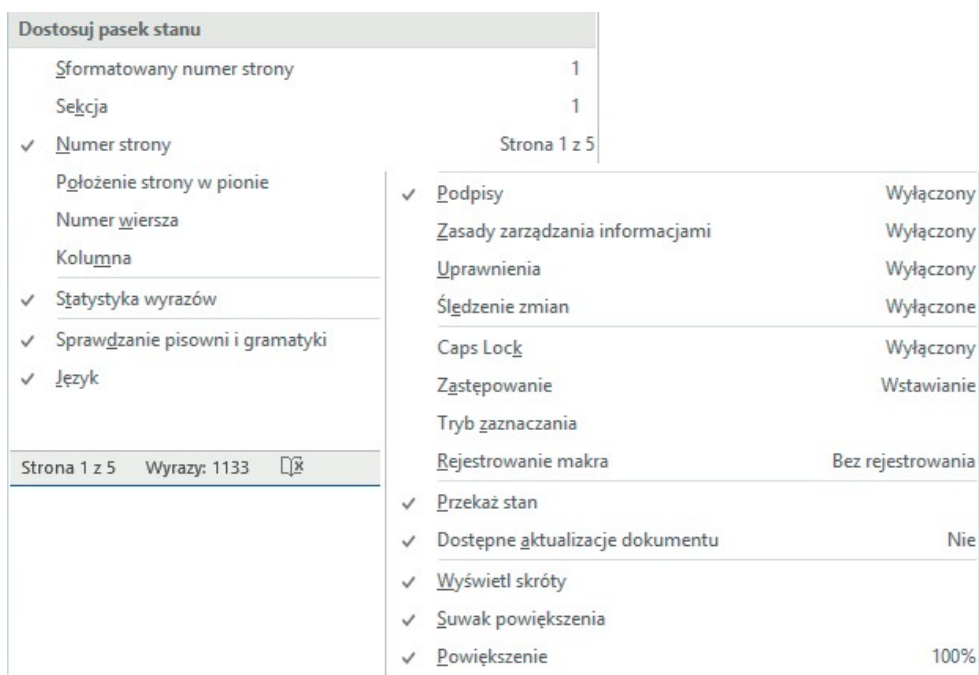 Dostosuj pasek stanu
Sformatowany numer strony 1
Sekcja 1
Numer strony Strona 1 z 5
Położenie strony w pionie
Numer wiersza
Kolumna
Statystyka wyrazów
Sprawdzanie pisowni i gramatyki
Język
Strona 1 z 5 Wyrazy: 1133
Podpisy Wyłączony
Zasady zarządzania informacjami Wyłączony
Uprawnienia Wyłączony
Śledzenie zmian Wyłączone
Caps Lock Wyłączony
Zastępowanie Wstawianie
Tryb zaznaczania
Rejestrowanie makra Bez rejestrowania
Przekaż stan
Dostępne aktualizacje dokumentu Nie
Wyświetl skróty
Suwak powiększenia
Powiększenie 100%